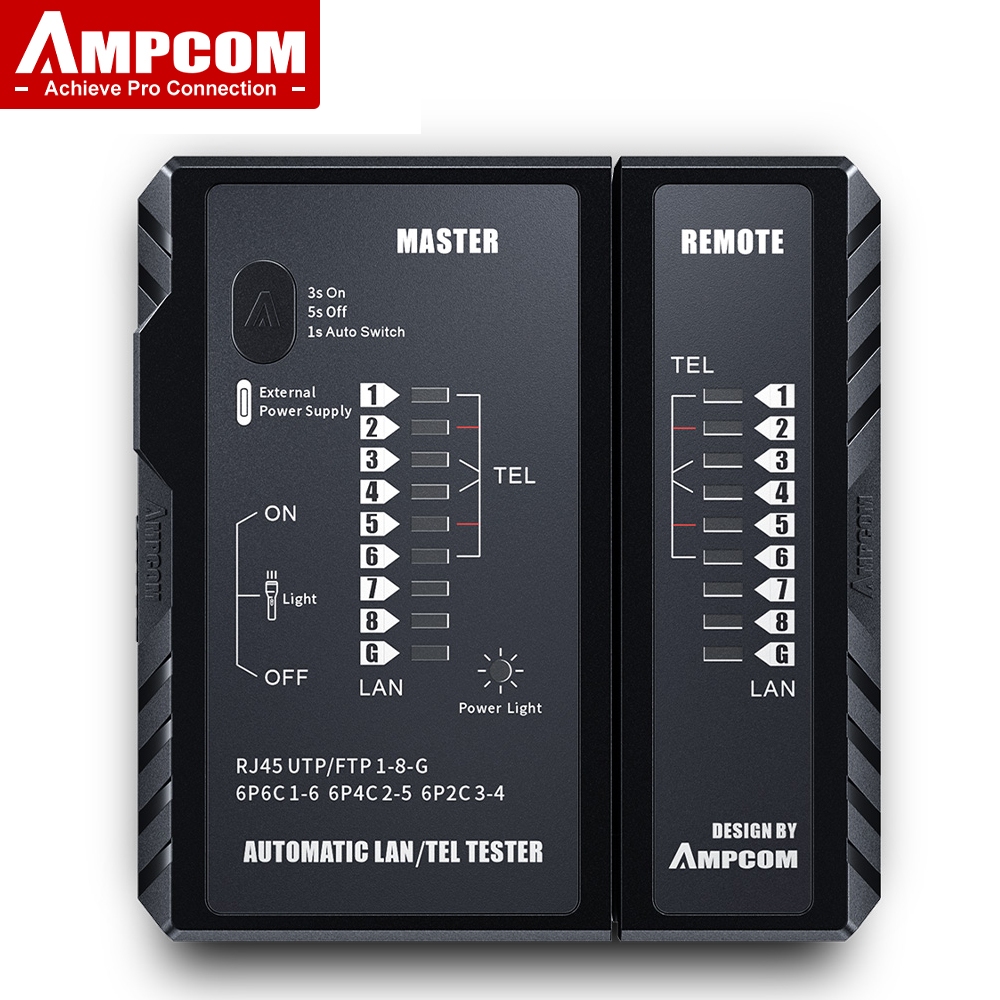 AMPCOM
Achieve Pro Connection
MASTER
REMOTE
3s On
5s Off
1s Auto Switch
External
Power Supply
TEL
1
2
3
4
5
6
7
8
G
TEL
1
2
3
4
5
6
7
8
G
ON
Light
OFF
LAN
LAN
Power Light
AMPCOM
AMPCOM
RJ45 UTP/FTP 1-8-G
6P6C 1-6 6P4C 2-5 6P2C 3-4
AUTOMATIC LAN/TEL TESTER
DESIGN BY
AMPCOM